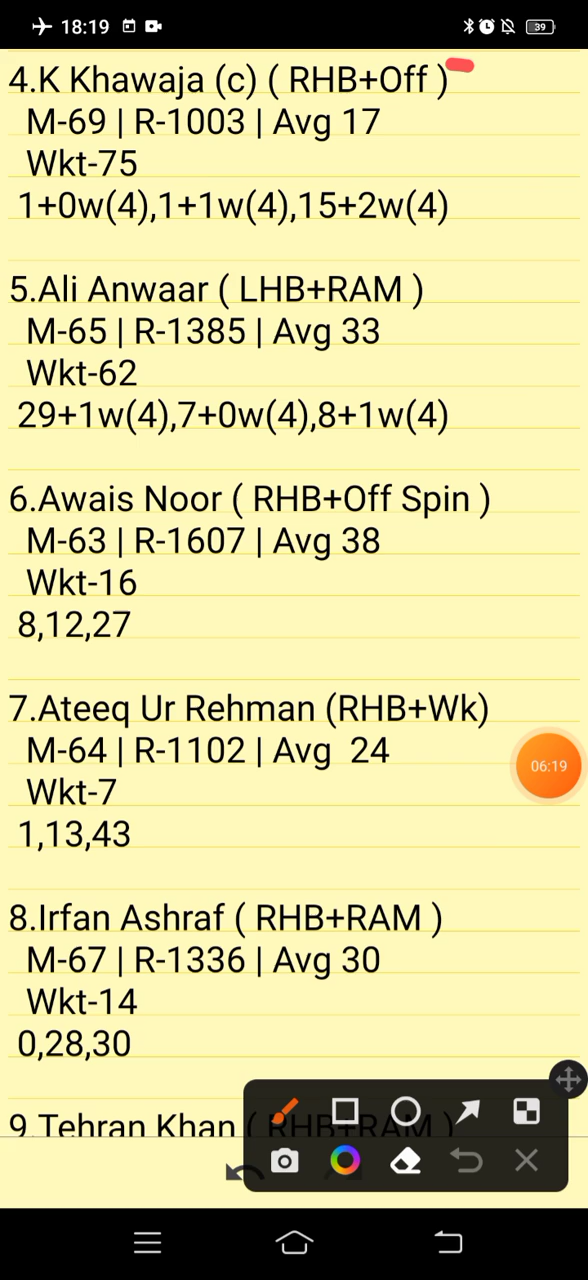 18:19
39
4.K Khawaja (c) ( RHB+Off )
M-69 | R-1003 | Avg 17
Wkt-75
1+0w(4),1+1w(4),15+2w(4)
5.Ali Anwaar ( LHB+RAM )
M-65 | R-1385 | Avg 33
Wkt-62
29+1w(4),7+0w(4),8+1w(4)
6.Awais Noor ( RHB+Off Spin )
M-63 | R-1607 | Avg 38
Wkt-16
8,12,27
7.Ateeq Ur Rehman (RHB+Wk)
M-64 | R-1102 | Avg  24
Wkt-7
06:19
1,13,43
8.Irfan Ashraf ( RHB+RAM )
M-67 | R-1336 | Avg 30
Wkt-14
0,28,30
9.Tehran Khan ( RHB+RAM )